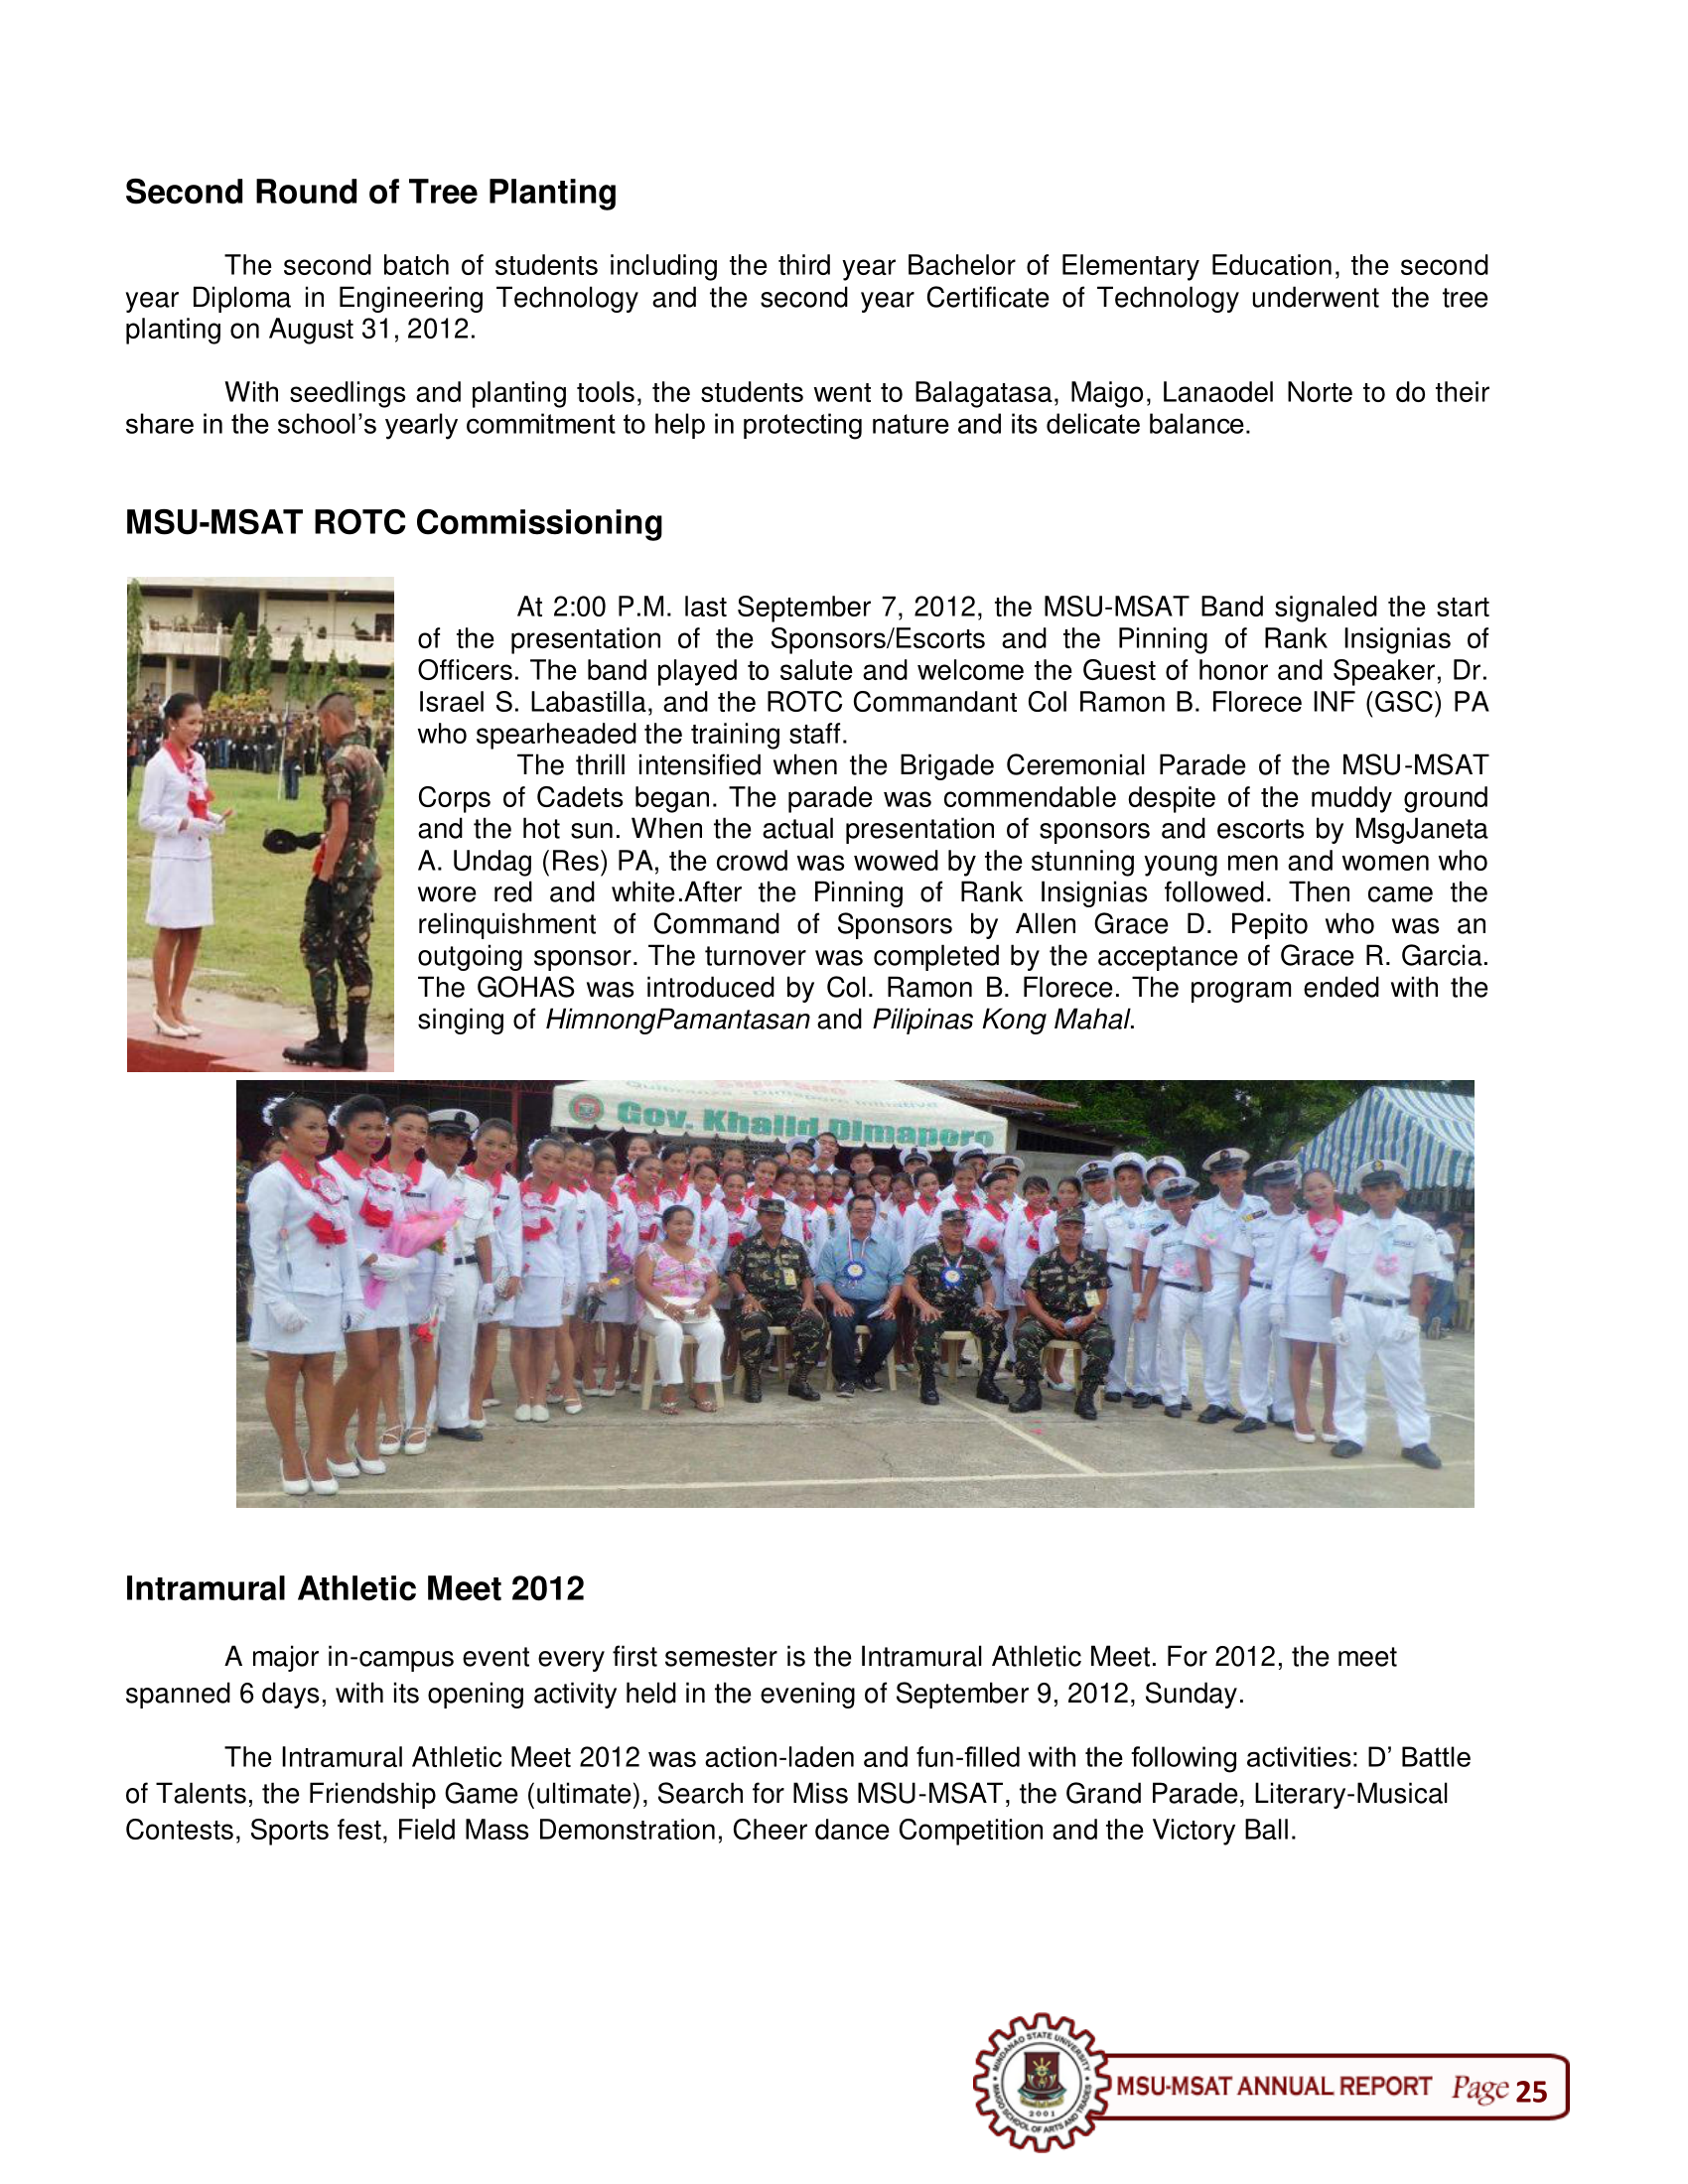 Second Round of Tree Planting
The second batch of students including the third year Bachelor of Elementary Education, the second
year Diploma in Engineering Technology and the second year Certificate of Technology underwent the tree
planting on August 31, 2012.
With seedlings and planting tools, the students went to Balagatasa, Maigo, Lanaodel Norte to do their
share in the school’s yearly commitment to help in protecting nature and its delicate balance.
MSU-MSAT ROTC Commissioning
At 2:00 P.M. last September 7, 2012, the MSU-MSAT Band signaled the start
of the presentation of the Sponsors/Escorts and the Pinning of Rank Insignias of
Officers. The band played to salute and welcome the Guest of honor and Speaker, Dr.
Israel S. Labastilla, and the ROTC Commandant Col Ramon B. Florece INF (GSC) PA
who spearheaded the training staff.
The thrill intensified when the Brigade Ceremonial Parade of the MSU-MSAT
Corps of Cadets began. The parade was commendable despite of the muddy ground
and the hot sun. When the actual presentation of sponsors and escorts by MsgJaneta
A. Undag (Res) PA, the crowd was wowed by the stunning young men and women who
wore red and white.After the Pinning of Rank Insignias followed. Then came the
relinquishment of Command of Sponsors by Allen Grace D. Pepito who was an
outgoing sponsor. The turnover was completed by the acceptance of Grace R. Garcia.
The GOHAS was introduced by Col. Ramon B. Florece. The program ended with the
singing of HimnongPamantasan and Pilipinas Kong Mahal.
Gov. Khalid Dimaporo
Intramural Athletic Meet 2012
A major in-campus event every first semester is the Intramural Athletic Meet. For 2012, the meet
spanned 6 days, with its opening activity held in the evening of September 9, 2012, Sunday.
The Intramural Athletic Meet 2012 was action-laden and fun-filled with the following activities: D’ Battle
of Talents, the Friendship Game (ultimate), Search for Miss MSU-MSAT, the Grand Parade, Literary-Musical
Contests, Sports fest, Field Mass Demonstration, Cheer dance Competition and the Victory Ball.
MINDANAO STATE UNIVERSITY
MAIGO SCHOOL OF ARTS AND TRADES
2001
MSU-MSAT ANNUAL REPORT Page 25